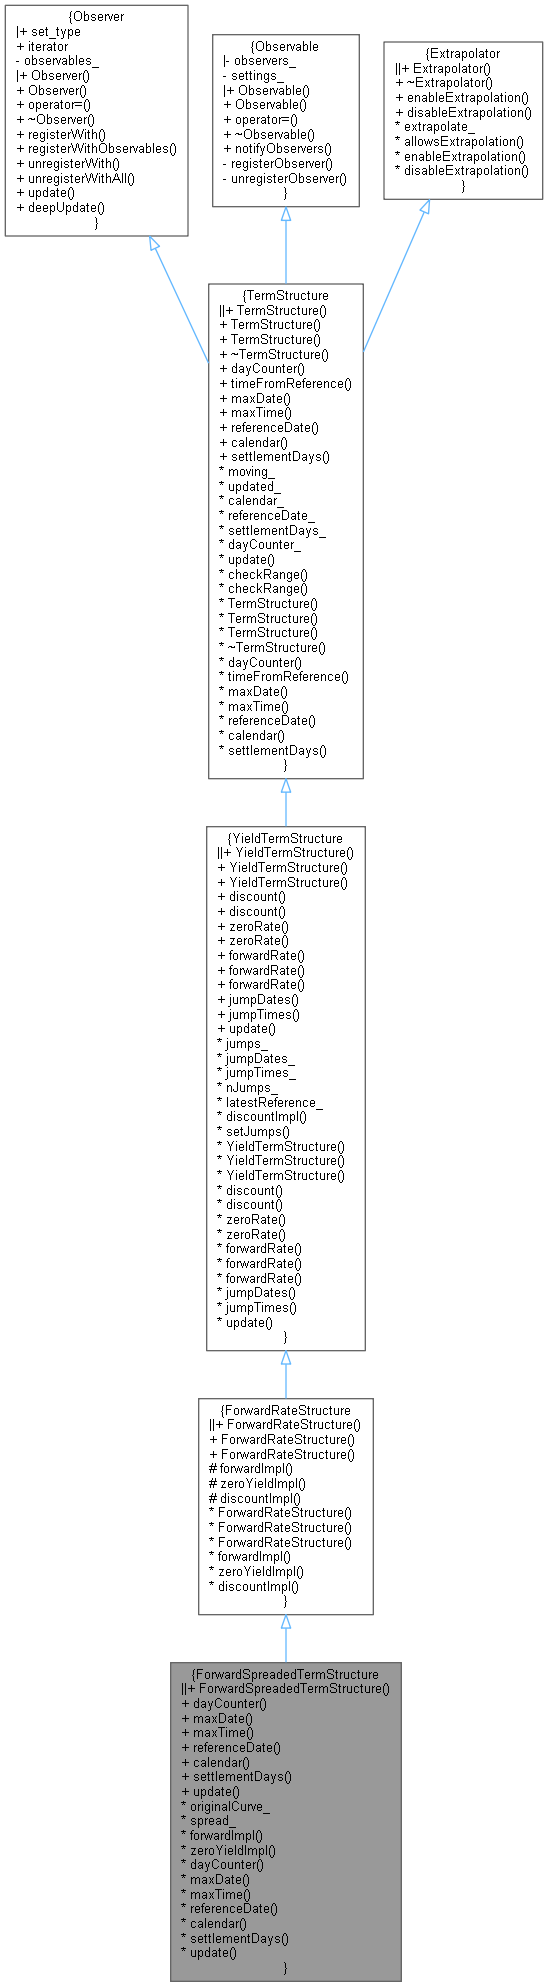 {Observer
|+ set_type
+ iterator
- observables_
|+ Observer()
+ Observer()
+ operator=()
+ ~Observer()
+ registerWith()
+ registerWithObservables()
+ unregisterWith()
+ unregisterWithAll()
+ update()
+ deepUpdate()
}
{Observable
|- observers_
- settings_
|+ Observable()
+ Observable()
+ operator=()
+ ~Observable()
+ notifyObservers()
- registerObserver()
- unregisterObserver()
}
{Extrapolator
||+ Extrapolator()
+ ~Extrapolator()
+ enableExtrapolation()
+ disableExtrapolation()
* extrapolate_
* allowsExtrapolation()
* enableExtrapolation()
* disableExtrapolation()
}
{TermStructure
||+ TermStructure()
+ TermStructure()
+ TermStructure()
+ ~TermStructure()
+ dayCounter()
+ timeFromReference()
+ maxDate()
+ maxTime()
+ referenceDate()
+ calendar()
+ settlementDays()
* moving_
* updated_
* calendar_
* referenceDate_
* settlementDays_
* dayCounter_
* update()
* checkRange()
* checkRange()
* TermStructure()
* TermStructure()
* TermStructure()
* ~TermStructure()
* dayCounter()
* timeFromReference()
* maxDate()
* maxTime()
* referenceDate()
* calendar()
* settlementDays()
}
{YieldTermStructure
||+ YieldTermStructure()
+ YieldTermStructure()
+ YieldTermStructure()
+ discount()
+ discount()
+ zeroRate()
+ zeroRate()
+ forwardRate()
+ forwardRate()
+ forwardRate()
+ jumpDates()
+ jumpTimes()
+ update()
* jumps_
* jumpDates_
* jumpTimes_
* nJumps_
* latestReference_
* discountImpl()
* setJumps()
* YieldTermStructure()
* YieldTermStructure()
* YieldTermStructure()
* discount()
* discount()
* zeroRate()
* zeroRate()
* forwardRate()
* forwardRate()
* forwardRate()
* jumpDates()
* jumpTimes()
* update()
}
{ForwardRateStructure
||+ ForwardRateStructure()
+ ForwardRateStructure()
+ ForwardRateStructure()
# forwardImpl()
# zeroYieldImpl()
# discountImpl()
* ForwardRateStructure()
* ForwardRateStructure()
* ForwardRateStructure()
* forwardImpl()
* zeroYieldImpl()
* discountImpl()
}
{ForwardSpreadedTermStructure
||+ ForwardSpreadedTermStructure()
+ dayCounter()
+ maxDate()
+ maxTime()
+ referenceDate()
+ calendar()
+ settlementDays()
+ update()
* originalCurve_
* spread_
* forwardImpl()
* zeroYieldImpl()
* dayCounter()
* maxDate()
* maxTime()
* referenceDate()
* calendar()
* settlementDays()
* update()
}